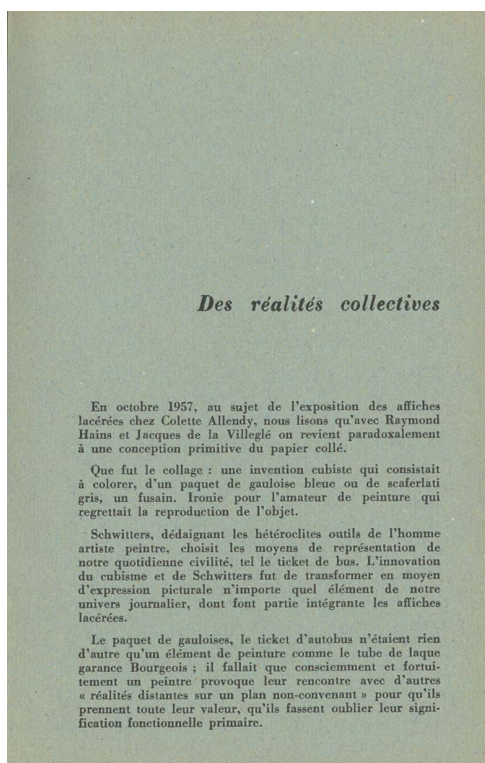 Des réalités collectives
En octobre 1957, au sujet de l'exposition des affiches
lacérées chez Colette Allendy, nous lisons qu'avec Raymond
Hains et Jacques de la Villeglé on revient paradoxalement
à une conception primitive du papier collé.
Que fut le collage : une invention cubiste qui consistait
à colorer, d'un paquet de gauloise bleue ou de scaferlati
gris, un fusain. Ironie pour l'amateur de peinture qui
regrettait la reproduction de l'objet.
Schwitters, dédaignant les hétéroclites outils de l'homme
artiste peintre, choisit les moyens de représentation de
notre quotidienne civilité, tel le ticket de bus. L'innovation
du cubisme et de Schwitters fut de transformer en moyen
d'expression picturale n'importe quel élément de notre
univers journalier, dont font partie intégrante les affiches
lacérées.
Le paquet de gauloises, le ticket d'autobus n'étaient rien
d'autre qu'un élément de peinture comme le tube de laque
garance Bourgeois ; il fallait que consciemment et fortui-
tement un peintre provoque leur rencontre avec d'autres
« réalités distantes sur un plan non-convenant » pour qu'ils
prennent toute leur valeur, qu'ils fassent oublier leur signi-
fication fonctionnelle primaire.